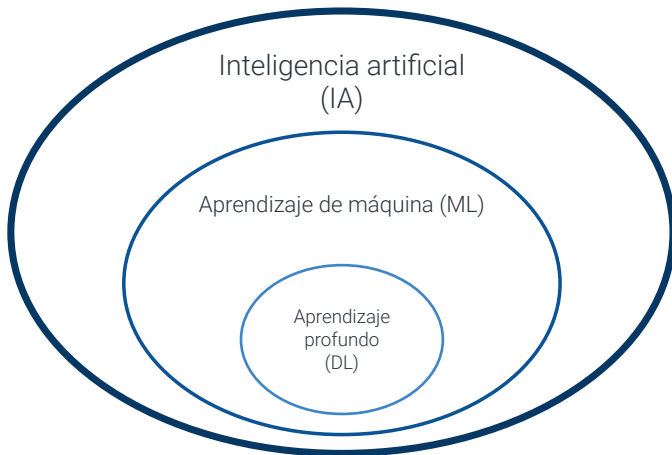 Inteligencia artificial
(IA)
Aprendizaje de máquina (ML)
Aprendizaje
profundo
(DL)